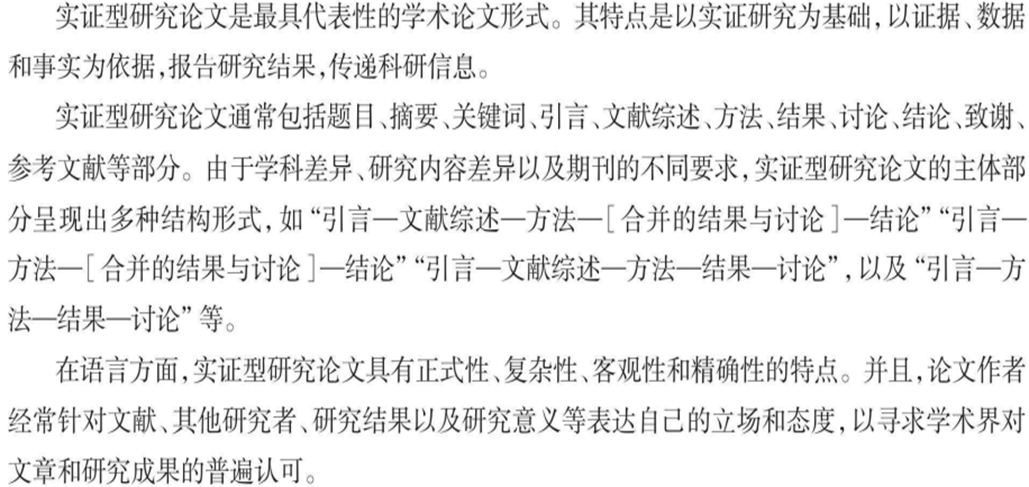 实证型研究论文是最具代表性的学术论文形式。其特点是以实证研究为基础,以证据、数据
和事实为依据,报告研究结果,传递科研信息。
实证型研究论文通常包括题目、摘要、关键词、引言、文献综述、方法、结果、讨论、结论、致谢、
参考文献等部分。由于学科差异、研究内容差异以及期刊的不同要求,实证型研究论文的主体部
分呈现出多种结构形式,如“引言—文献综述—方法—[合并的结果与讨论]—结论”“引言—
方法—[合并的结果与讨论]—结论”“引言—文献综述—方法—结果—讨论”,以及“引言—方
法—结果—讨论”等。
在语言方面,实证型研究论文具有正式性、复杂性、客观性和精确性的特点。并且,论文作者
经常针对文献、其他研究者、研究结果以及研究意义等表达自己的立场和态度,以寻求学术界对
文章和研究成果的普遍认可。